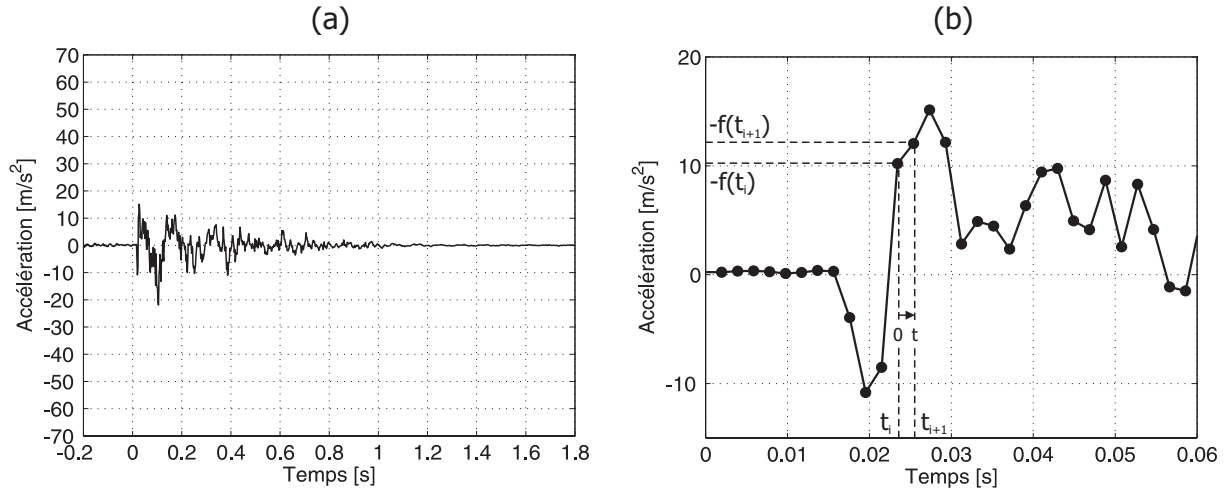 (a)
70
60
50
40
30
20
10
0
-10
-20
-30
-40
-50
-60
-70
-0.2 0 0.2 0.4 0.6 0.8 1 1.2 1.4 1.6 1.8
Temps [s]
Accélération [m/s²]
(b)
20
-f(tᵢ₊₁)
10
-f(tᵢ)
0
-10
0 t
tᵢ tᵢ₊₁
0 0.01 0.02 0.03 0.04 0.05 0.06
Temps [s]
Accélération [m/s²]